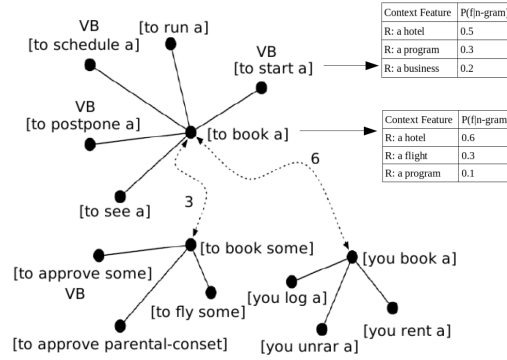 [to run a]
VB
[to schedule a]
VB
[to start a]
Context Feature P(f|n-gram)
R: a hotel 0.5
R: a program 0.3
R: a business 0.2
VB
[to postpone a]
[to book a]
Context Feature P(f|n-gram)
R: a hotel 0.6
R: a flight 0.3
R: a program 0.1
6
3
[to see a]
[to book some]
[you book a]
[to approve some]
VB
[to fly some]
[you log a]
[you rent a]
[to approve parental-conset]
[you unrar a]